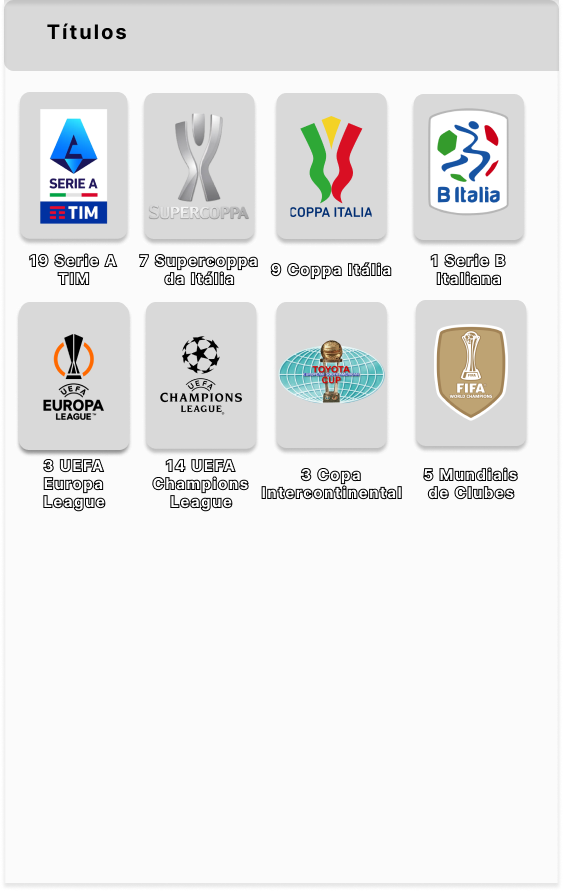 Títulos
SERIE A
TIM
SUPERCOPPA
COPPA ITALIA
B Italia
19 Serie A
TIM
7 Supercoppa
da Itália
9 Coppa Itália
1 Serie B
Italiana
UEFA
EUROPA
LEAGUE™
UEFA
CHAMPIONS
LEAGUE
TOYOTA
CUP
FIFA
WORLD CHAMPIONS
3 UEFA
Europa
League
14 UEFA
Champions
League
3 Copa
Intercontinental
5 Mundiais
de Clubes